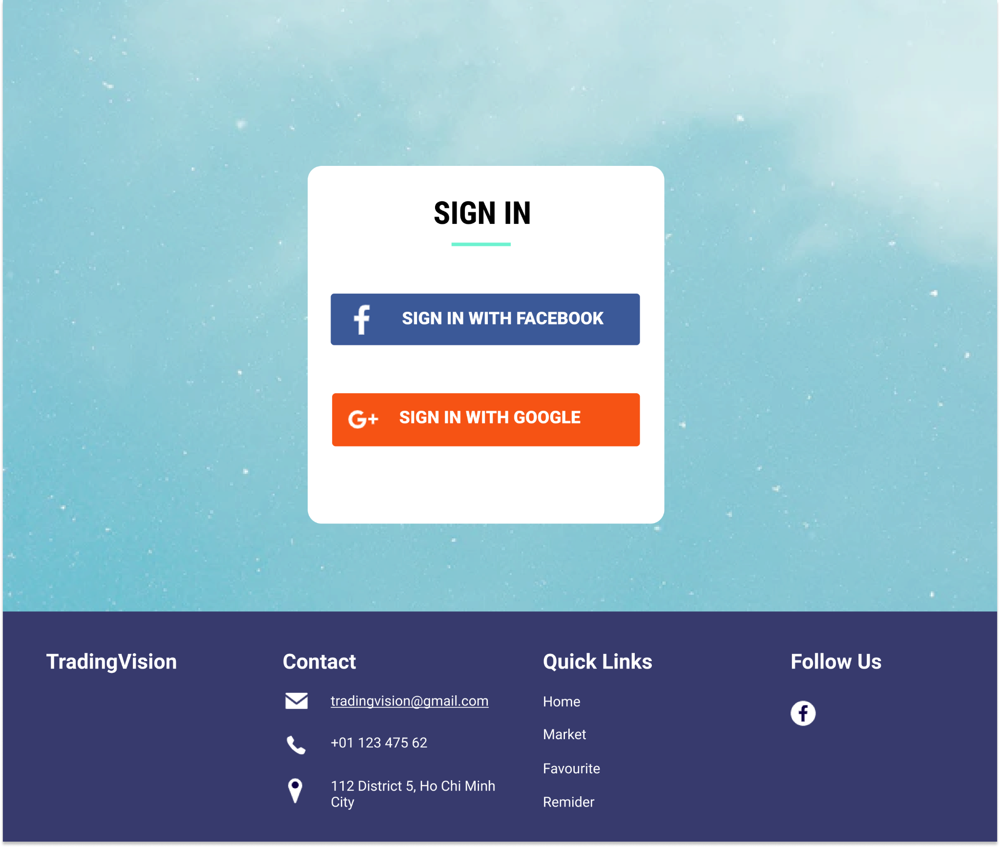 SIGN IN
SIGN IN WITH FACEBOOK
G+ SIGN IN WITH GOOGLE
TradingVision
Contact
tradingvision@gmail.com
+01 123 475 62
112 District 5, Ho Chi Minh
City
Quick Links
Home
Market
Favourite
Remider
Follow Us